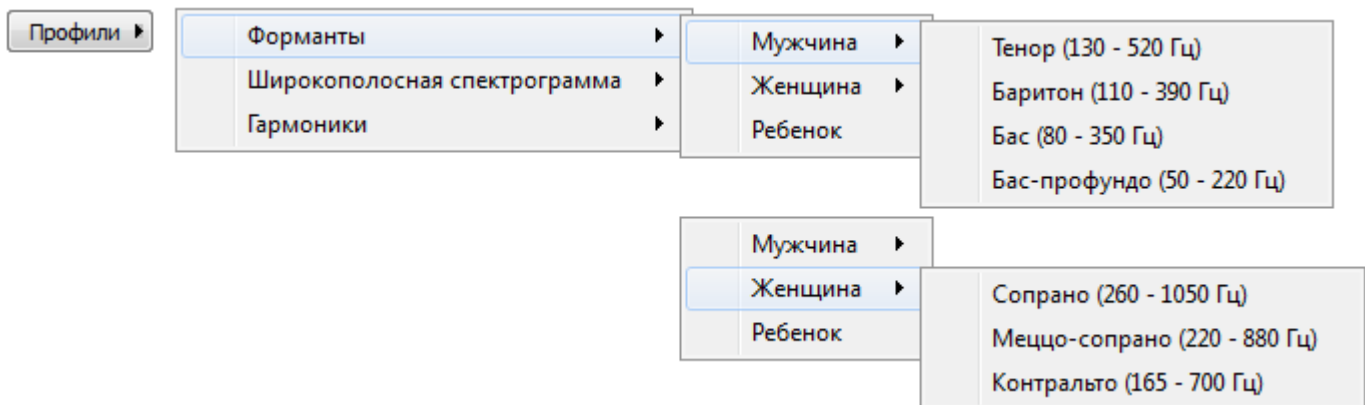 Профили
Форманты
Широкополосная спектрограмма
Гармоники
Мужчина
Женщина
Ребенок
Тенор (130 - 520 Гц)
Баритон (110 - 390 Гц)
Бас (80 - 350 Гц)
Бас-профундо (50 - 220 Гц)
Мужчина
Женщина
Ребенок
Сопрано (260 - 1050 Гц)
Меццо-сопрано (220 - 880 Гц)
Контральто (165 - 700 Гц)